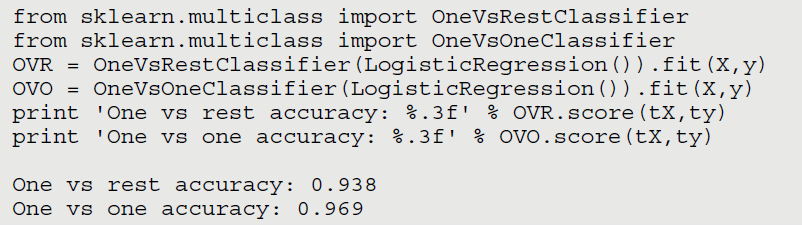 from sklearn.multiclass import OneVsRestClassifier
from sklearn.multiclass import OneVsOneClassifier
OVR = OneVsRestClassifier(LogisticRegression()).fit(X,y)
OVO = OneVsOneClassifier(LogisticRegression()).fit(X,y)
print 'One vs rest accuracy: %.3f' % OVR.score(tX,ty)
print 'One vs one accuracy: %.3f' % OVO.score(tX,ty)
One vs rest accuracy: 0.938
One vs one accuracy: 0.969